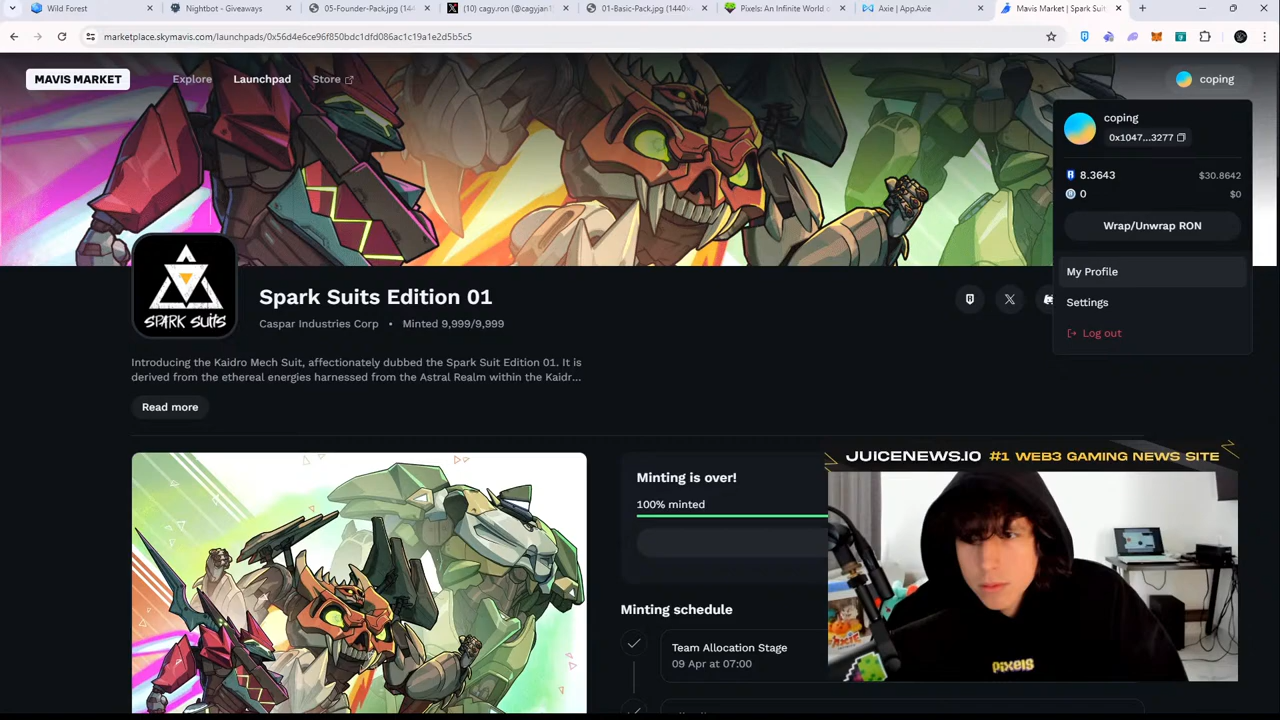 Wild Forest
Nightbot - Giveaways
05-Founder-Pack.jpg (144
(10) cagy.ron (@cagyjan1
01-Basic-Pack.jpg (1440×
Pixels: An Infinite World o
Axie | App.Axie
Mavis Market | Spark Suit
marketplace.skymavis.com/launchpads/0x56d4e6ce96f850bdc1dfd086ac1c19a1e2d5b5c5
MAVIS MARKET
Explore
Launchpad
Store
coping
coping
0x1047...3277
8.3643
$30.8642
0
$0
Wrap/Unwrap RON
My Profile
Settings
Log out
SPARK SUITS
Spark Suits Edition 01
Caspar Industries Corp • Minted 9,999/9,999
Introducing the Kaidro Mech Suit, affectionately dubbed the Spark Suit Edition 01. It is
derived from the ethereal energies harnessed from the Astral Realm within the Kaidr...
Read more
Minting is over!
100% minted
JUICENEWS.IO #1 WEB3 GAMING NEWS SITE
Minting schedule
Team Allocation Stage
09 Apr at 07:00
pixels